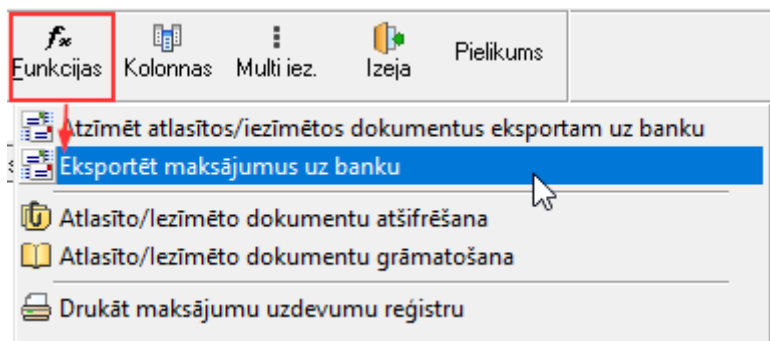 Funkcijas
Kolonnas
Multi iez.
Izeja
Pielikums
Atzīmēt atlasītos/iezīmētos dokumentus eksportam uz banku
Eksportēt maksājumus uz banku
Atlasīto/Iezīmēto dokumentu atšifrēšana
Atlasīto/Iezīmēto dokumentu grāmatošana
Drukāt maksājumu uzdevumu reģistru